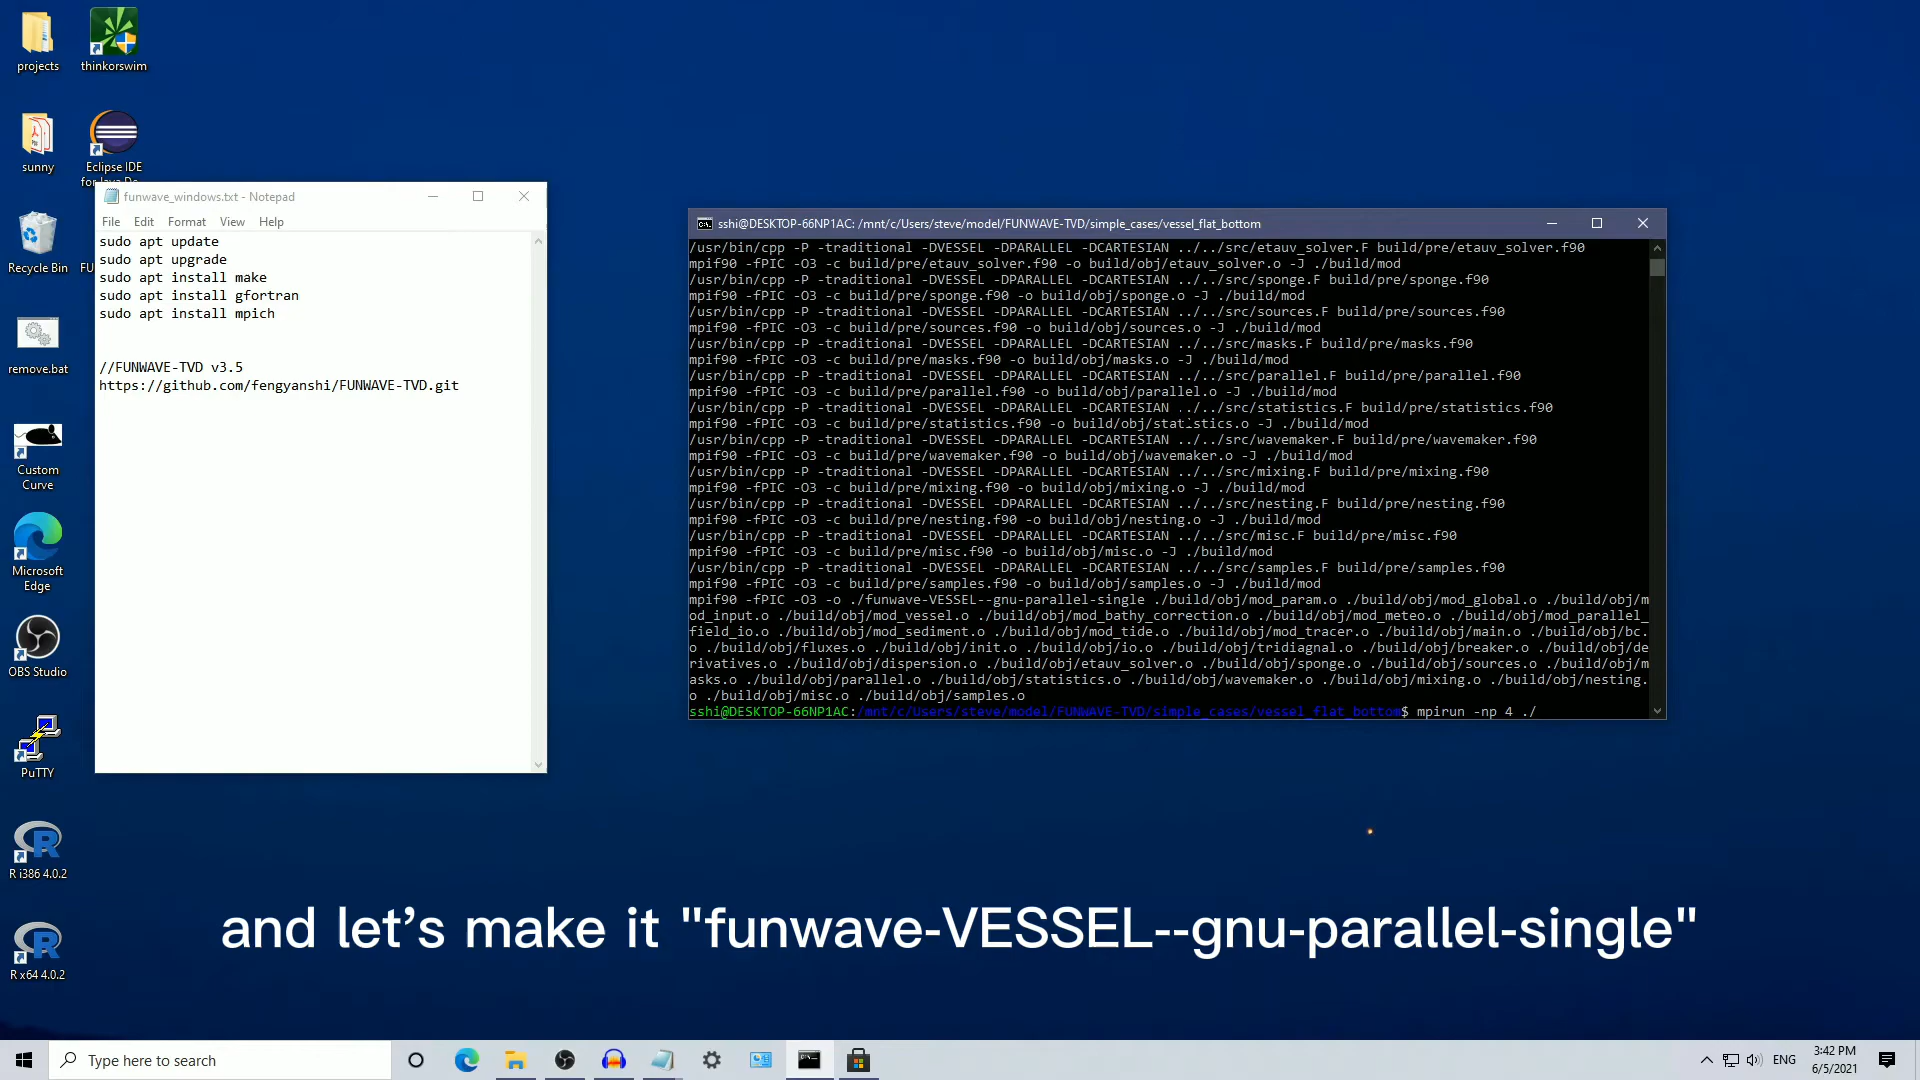 projects
thinkorswim
sunny
Eclipse IDE
for Java De...
Recycle Bin
FU
remove.bat
Custom
Curve
Microsoft
Edge
OBS Studio
PuTTY
R i386 4.0.2
R x64 4.0.2
funwave_windows.txt - Notepad
File Edit Format View Help
sudo apt update
sudo apt upgrade
sudo apt install make
sudo apt install gfortran
sudo apt install mpich
//FUNWAVE-TVD v3.5
https://github.com/fengyanshi/FUNWAVE-TVD.git
sshi@DESKTOP-66NP1AC: /mnt/c/Users/steve/model/FUNWAVE-TVD/simple_cases/vessel_flat_bottom
/usr/bin/cpp -P -traditional -DVESSEL -DPARALLEL -DCARTESIAN ../../src/etauv_solver.F build/pre/etauv_solver.f90
mpif90 -fPIC -O3 -c build/pre/etauv_solver.f90 -o build/obj/etauv_solver.o -J ./build/mod
/usr/bin/cpp -P -traditional -DVESSEL -DPARALLEL -DCARTESIAN ../../src/sponge.F build/pre/sponge.f90
mpif90 -fPIC -O3 -c build/pre/sponge.f90 -o build/obj/sponge.o -J ./build/mod
/usr/bin/cpp -P -traditional -DVESSEL -DPARALLEL -DCARTESIAN ../../src/sources.F build/pre/sources.f90
mpif90 -fPIC -O3 -c build/pre/sources.f90 -o build/obj/sources.o -J ./build/mod
/usr/bin/cpp -P -traditional -DVESSEL -DPARALLEL -DCARTESIAN ../../src/masks.F build/pre/masks.f90
mpif90 -fPIC -O3 -c build/pre/masks.f90 -o build/obj/masks.o -J ./build/mod
/usr/bin/cpp -P -traditional -DVESSEL -DPARALLEL -DCARTESIAN ../../src/parallel.F build/pre/parallel.f90
mpif90 -fPIC -O3 -c build/pre/parallel.f90 -o build/obj/parallel.o -J ./build/mod
/usr/bin/cpp -P -traditional -DVESSEL -DPARALLEL -DCARTESIAN ../../src/statistics.F build/pre/statistics.f90
mpif90 -fPIC -O3 -c build/pre/statistics.f90 -o build/obj/statistics.o -J ./build/mod
/usr/bin/cpp -P -traditional -DVESSEL -DPARALLEL -DCARTESIAN ../../src/wavemaker.F build/pre/wavemaker.f90
mpif90 -fPIC -O3 -c build/pre/wavemaker.f90 -o build/obj/wavemaker.o -J ./build/mod
/usr/bin/cpp -P -traditional -DVESSEL -DPARALLEL -DCARTESIAN ../../src/mixing.F build/pre/mixing.f90
mpif90 -fPIC -O3 -c build/pre/mixing.f90 -o build/obj/mixing.o -J ./build/mod
/usr/bin/cpp -P -traditional -DVESSEL -DPARALLEL -DCARTESIAN ../../src/nesting.F build/pre/nesting.f90
mpif90 -fPIC -O3 -c build/pre/nesting.f90 -o build/obj/nesting.o -J ./build/mod
/usr/bin/cpp -P -traditional -DVESSEL -DPARALLEL -DCARTESIAN ../../src/misc.F build/pre/misc.f90
mpif90 -fPIC -O3 -c build/pre/misc.f90 -o build/obj/misc.o -J ./build/mod
/usr/bin/cpp -P -traditional -DVESSEL -DPARALLEL -DCARTESIAN ../../src/samples.F build/pre/samples.f90
mpif90 -fPIC -O3 -c build/pre/samples.f90 -o build/obj/samples.o -J ./build/mod
mpif90 -fPIC -O3 -o ./funwave-VESSEL--gnu-parallel-single ./build/obj/mod_param.o ./build/obj/mod_global.o ./build/obj/m
od_input.o ./build/obj/mod_vessel.o ./build/obj/mod_bathy_correction.o ./build/obj/mod_meteo.o ./build/obj/mod_parallel_
field_io.o ./build/obj/mod_sediment.o ./build/obj/mod_tide.o ./build/obj/mod_tracer.o ./build/obj/main.o ./build/obj/bc.
o ./build/obj/fluxes.o ./build/obj/init.o ./build/obj/io.o ./build/obj/tridiagnal.o ./build/obj/breaker.o ./build/obj/de
rivatives.o ./build/obj/dispersion.o ./build/obj/etauv_solver.o ./build/obj/sponge.o ./build/obj/sources.o ./build/obj/m
asks.o ./build/obj/parallel.o ./build/obj/statistics.o ./build/obj/wavemaker.o ./build/obj/mixing.o ./build/obj/nesting.
o ./build/obj/misc.o ./build/obj/samples.o
sshi@DESKTOP-66NP1AC:/mnt/c/Users/steve/model/FUNWAVE-TVD/simple_cases/vessel_flat_bottom$ mpirun -np 4 ./
and let's make it "funwave-VESSEL--gnu-parallel-single"
Type here to search
ENG
3:42 PM
6/5/2021